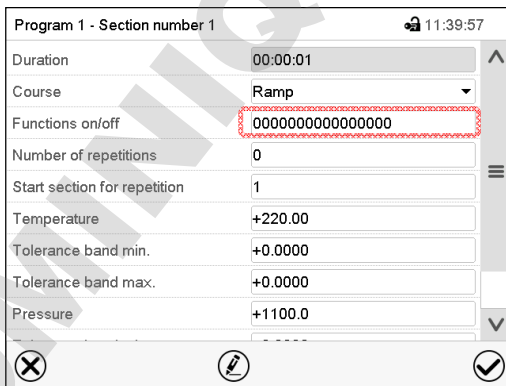 Program 1 - Section number 1 11:39:57
Duration 00:00:01
Course Ramp
Functions on/off 0000000000000000
Number of repetitions 0
Start section for repetition 1
Temperature +220.00
Tolerance band min. +0.0000
Tolerance band max. +0.0000
Pressure +1100.0